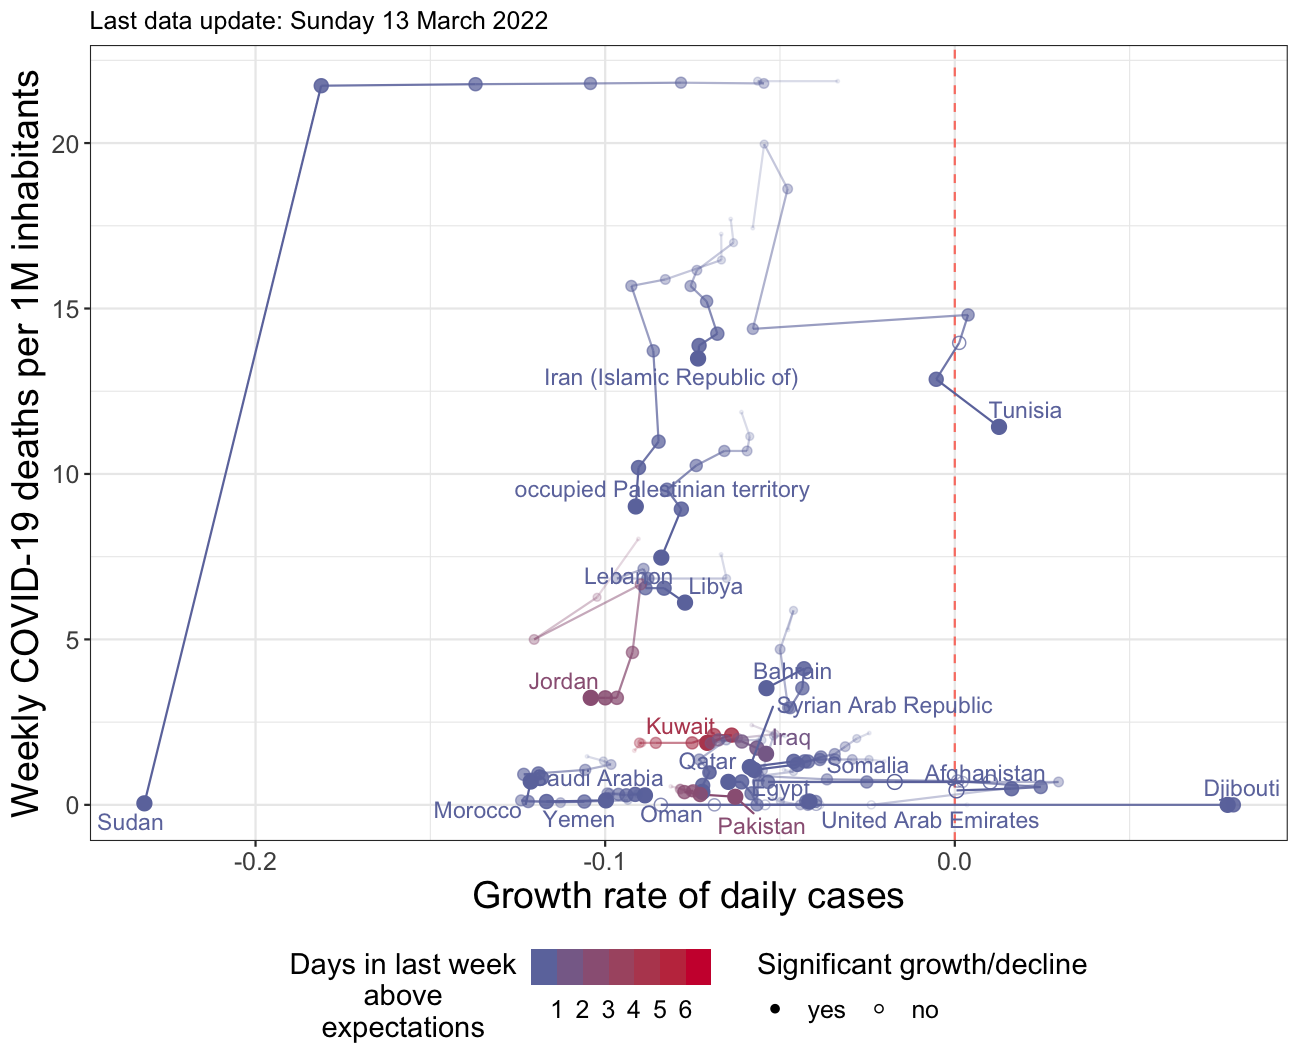 Last data update: Sunday 13 March 2022
Weekly COVID-19 deaths per 1M inhabitants
20
15
10
5
0
Iran (Islamic Republic of)
Tunisia
occupied Palestinian territory
Lebanon
Libya
Jordan
Bahrain
Syrian Arab Republic
Kuwait
Iraq
Qatar
Somalia
Afghanistan
Saudi Arabia
Egypt
Djibouti
Morocco
Yemen
Oman
Pakistan
United Arab Emirates
Sudan
-0.2
-0.1
0.0
Growth rate of daily cases
Days in last week
above
expectations
1 2 3 4 5 6
Significant growth/decline
yes
no